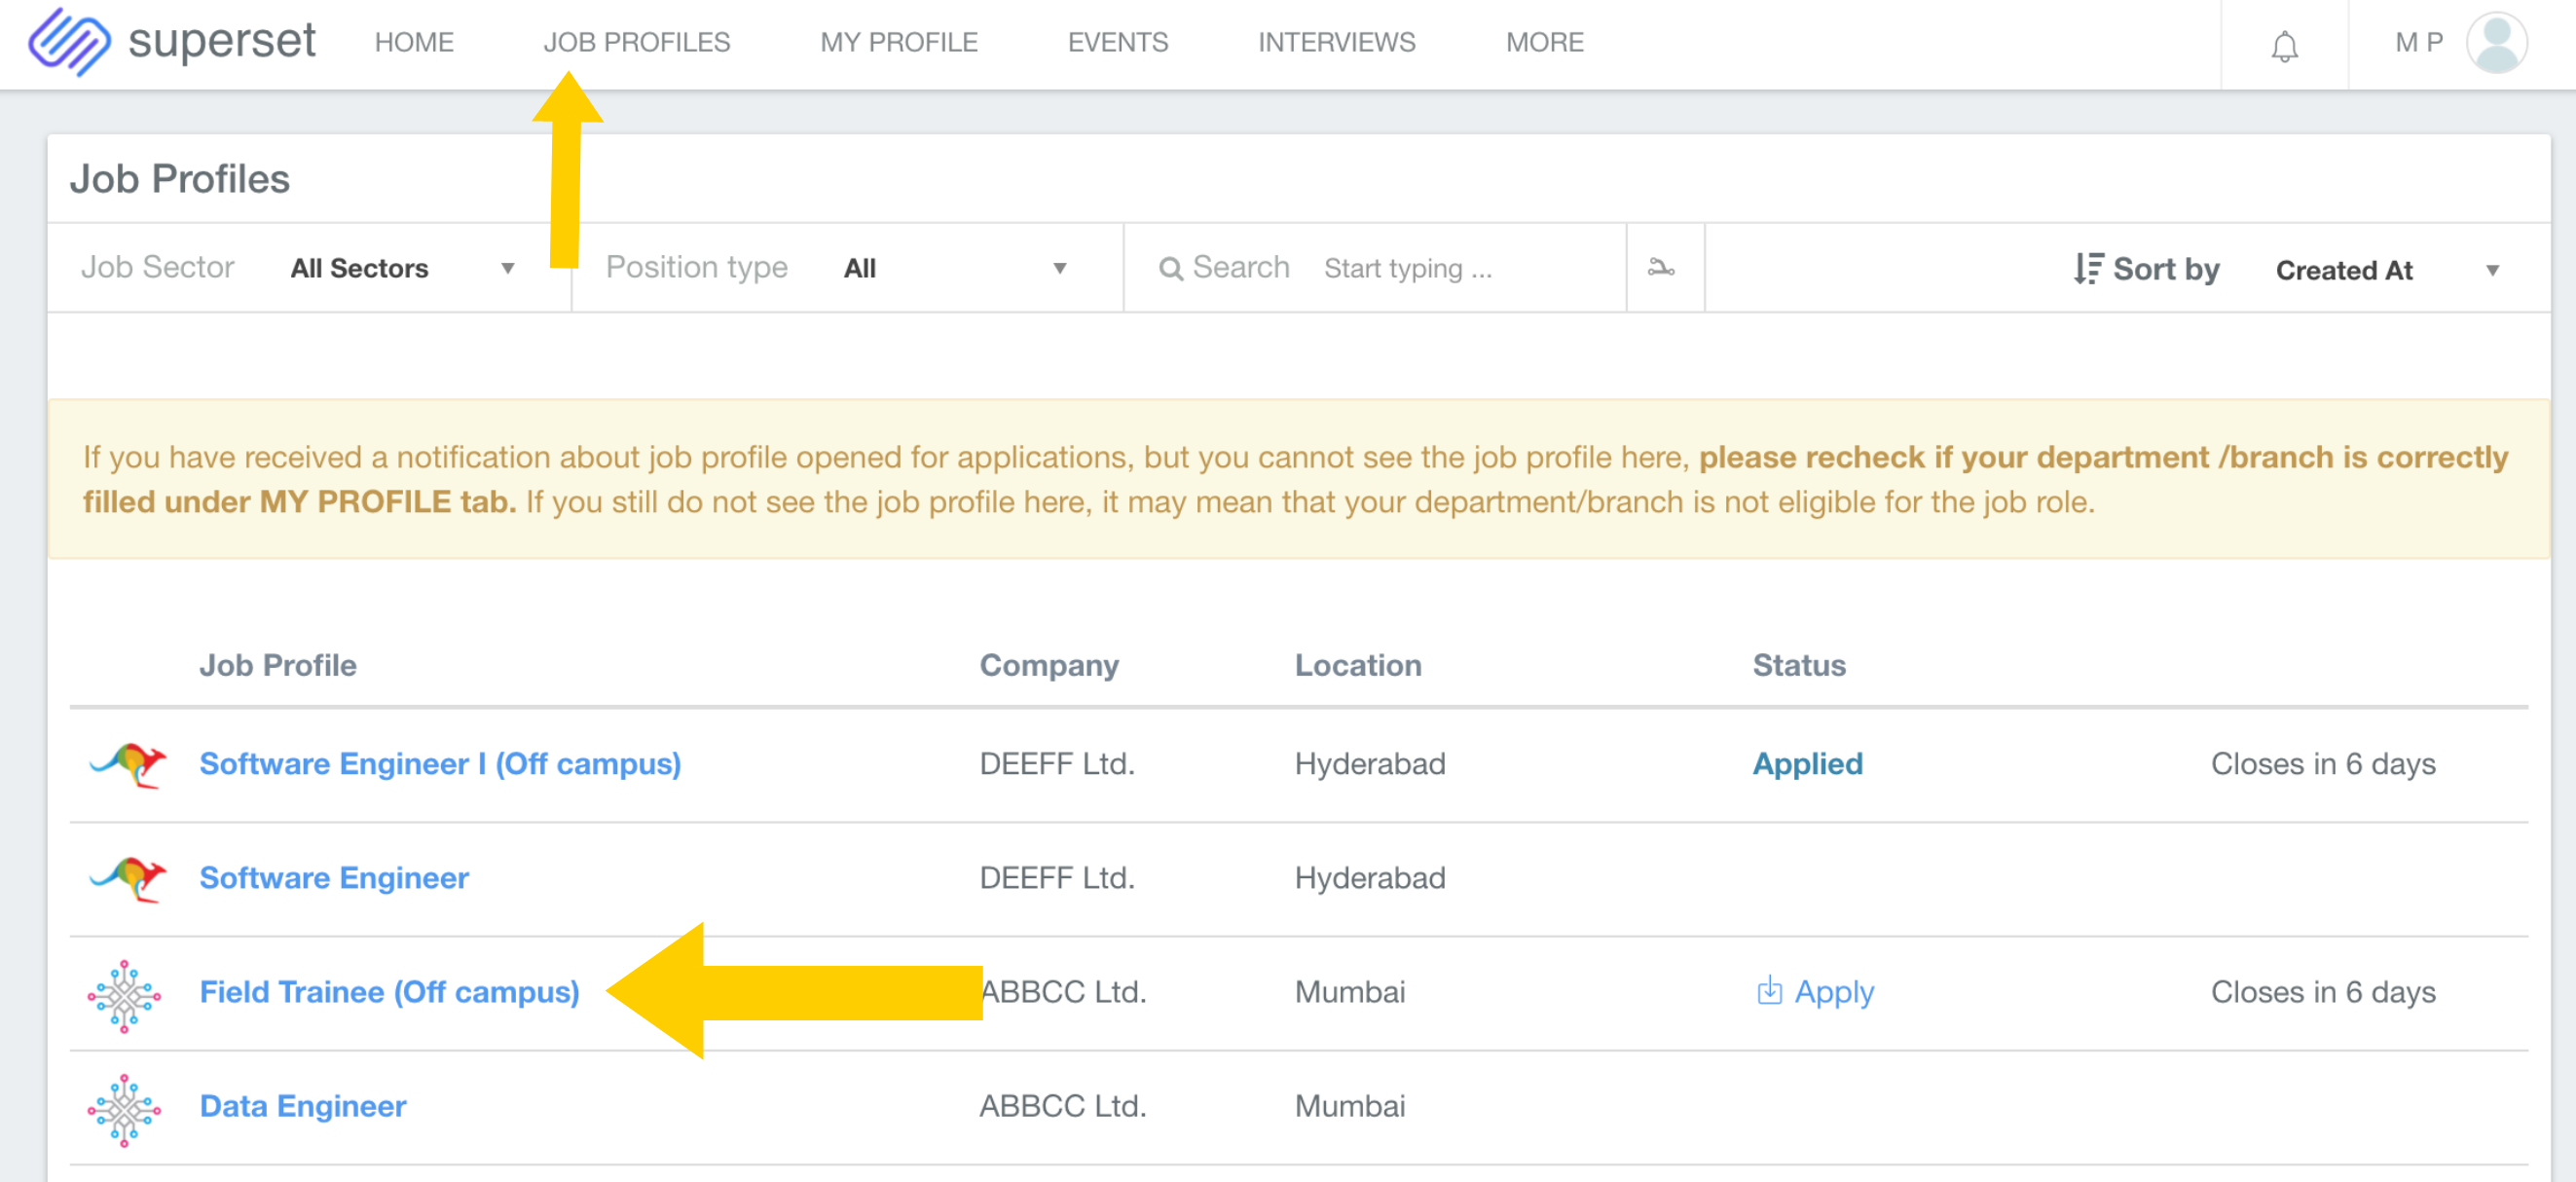 superset HOME JOB PROFILES MY PROFILE EVENTS INTERVIEWS MORE M P
Job Profiles
Job Sector All Sectors Position type All Search Start typing ... Sort by Created At
If you have received a notification about job profile opened for applications, but you cannot see the job profile here, please recheck if your department /branch is correctly
filled under MY PROFILE tab. If you still do not see the job profile here, it may mean that your department/branch is not eligible for the job role.
Job Profile Company Location Status
Software Engineer I (Off campus) DEEFF Ltd. Hyderabad Applied Closes in 6 days
Software Engineer DEEFF Ltd. Hyderabad
Field Trainee (Off campus) ABBCC Ltd. Mumbai Apply Closes in 6 days
Data Engineer ABBCC Ltd. Mumbai